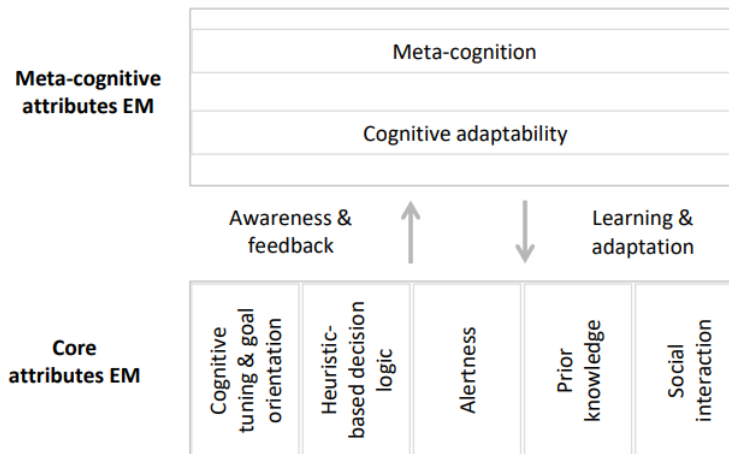 Meta-cognitive
attributes EM
Meta-cognition
Cognitive adaptability
Awareness &
feedback
Learning &
adaptation
Core
attributes EM
Cognitive
tuning & goal
orientation
Heuristic-
based decision
logic
Alertness
Prior
knowledge
Social
interaction